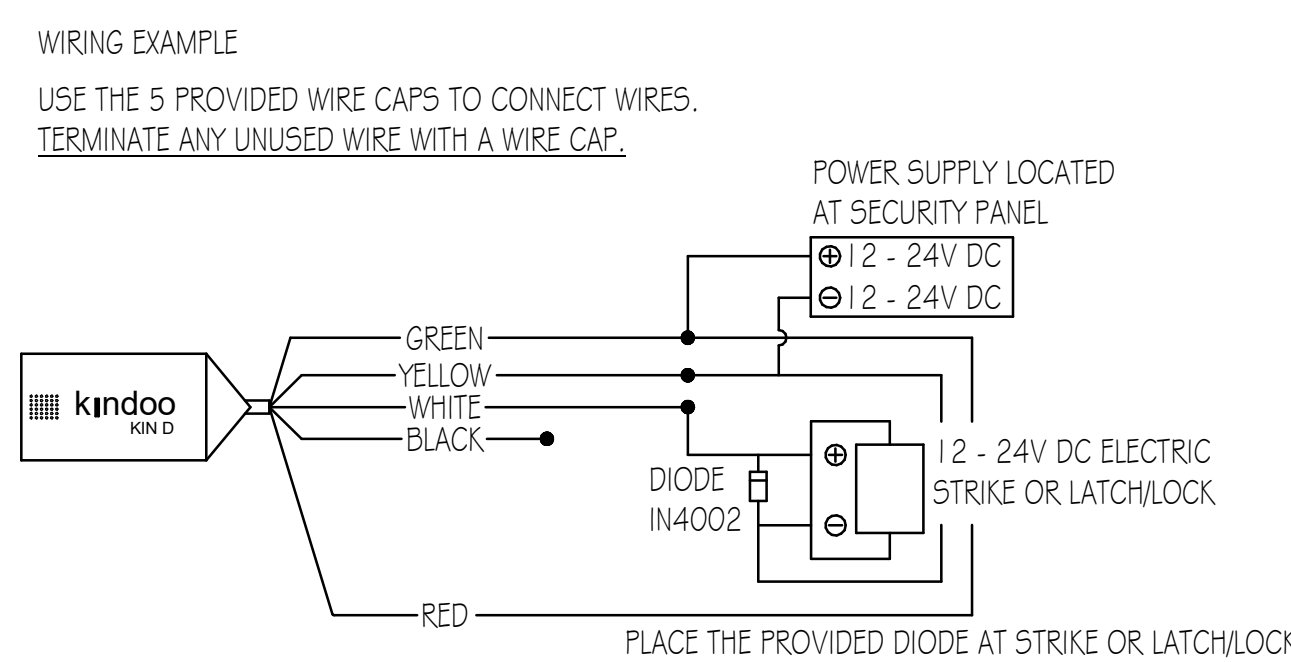 WIRING EXAMPLE
USE THE 5 PROVIDED WIRE CAPS TO CONNECT WIRES.
TERMINATE ANY UNUSED WIRE WITH A WIRE CAP.
POWER SUPPLY LOCATED
AT SECURITY PANEL
⊕ 12 - 24V DC
⊖ 12 - 24V DC
GREEN
YELLOW
WHITE
BLACK
kındoo
KIN D
DIODE
IN4002
⊕
⊖
12 - 24V DC ELECTRIC
STRIKE OR LATCH/LOCK
RED
PLACE THE PROVIDED DIODE AT STRIKE OR LATCH/LOCK